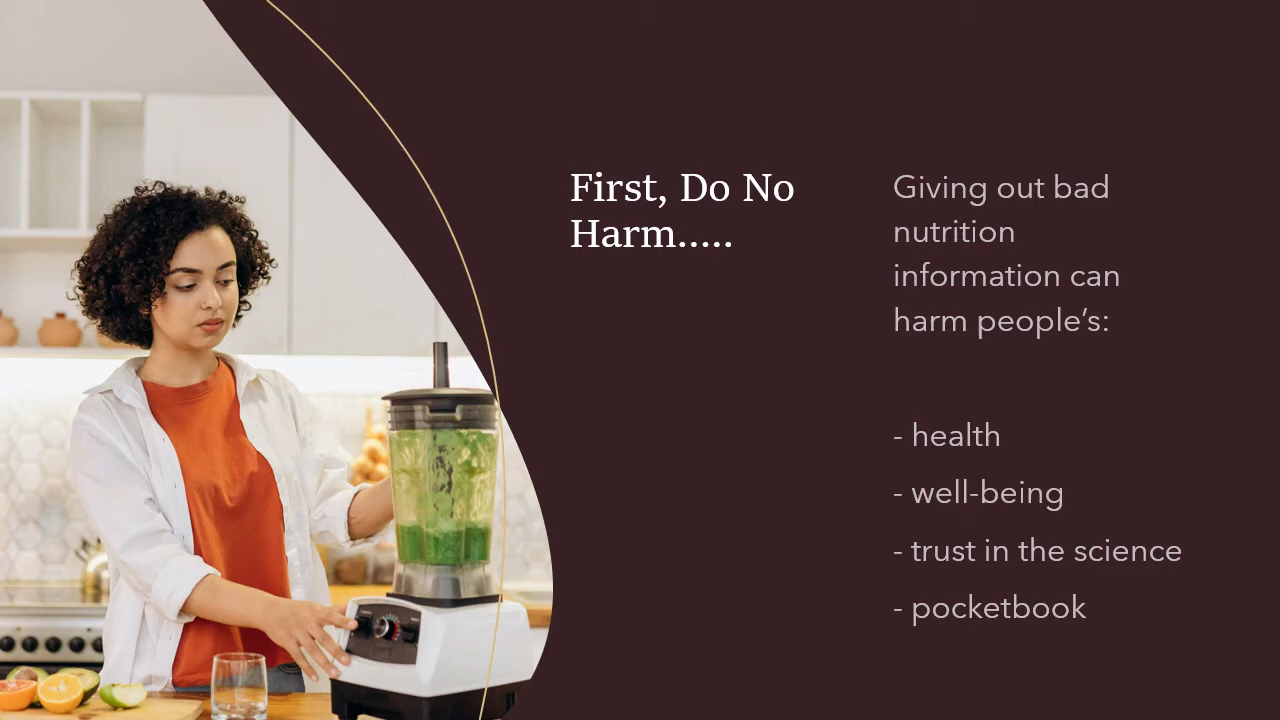 First, Do No
Harm.....
Giving out bad
nutrition
information can
harm people’s:
- health
- well-being
- trust in the science
- pocketbook